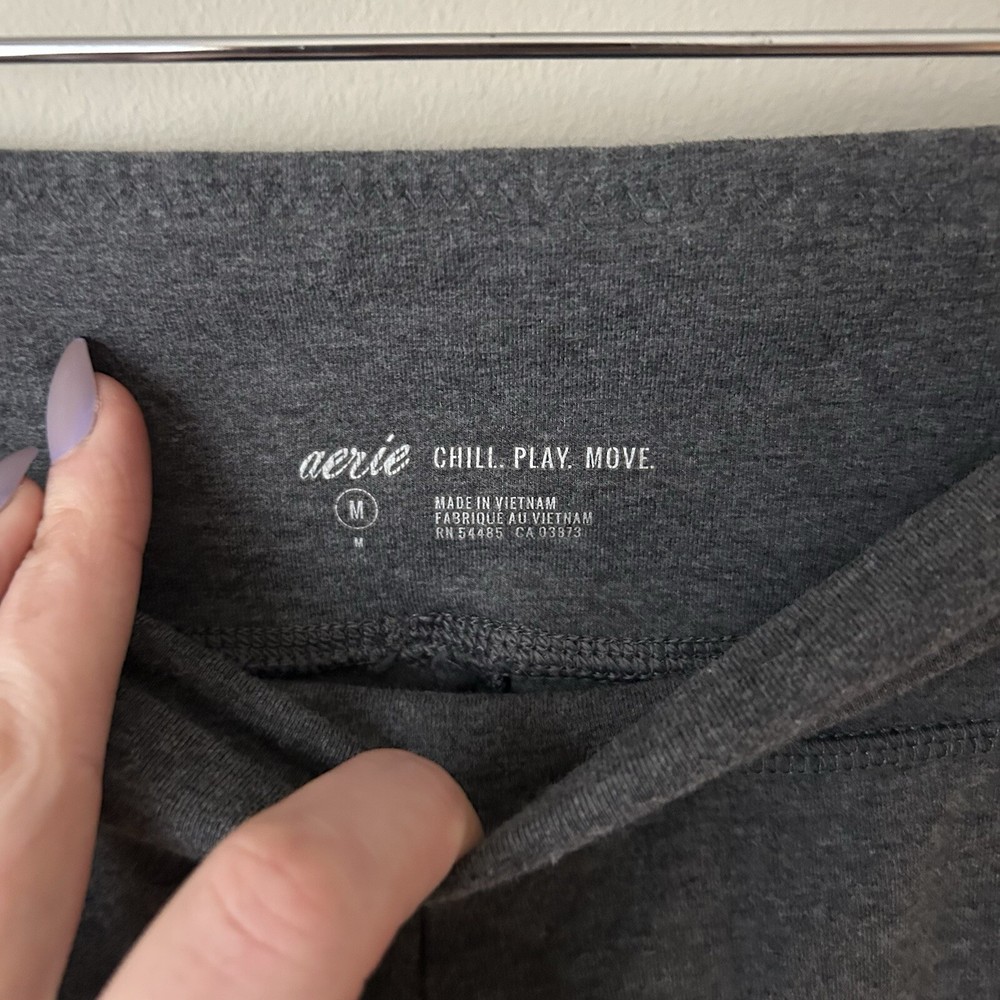 aerie CHILL. PLAY. MOVE.
M
M
MADE IN VIETNAM
FABRIQUÉ AU VIETNAM
RN 54485 CA 03873